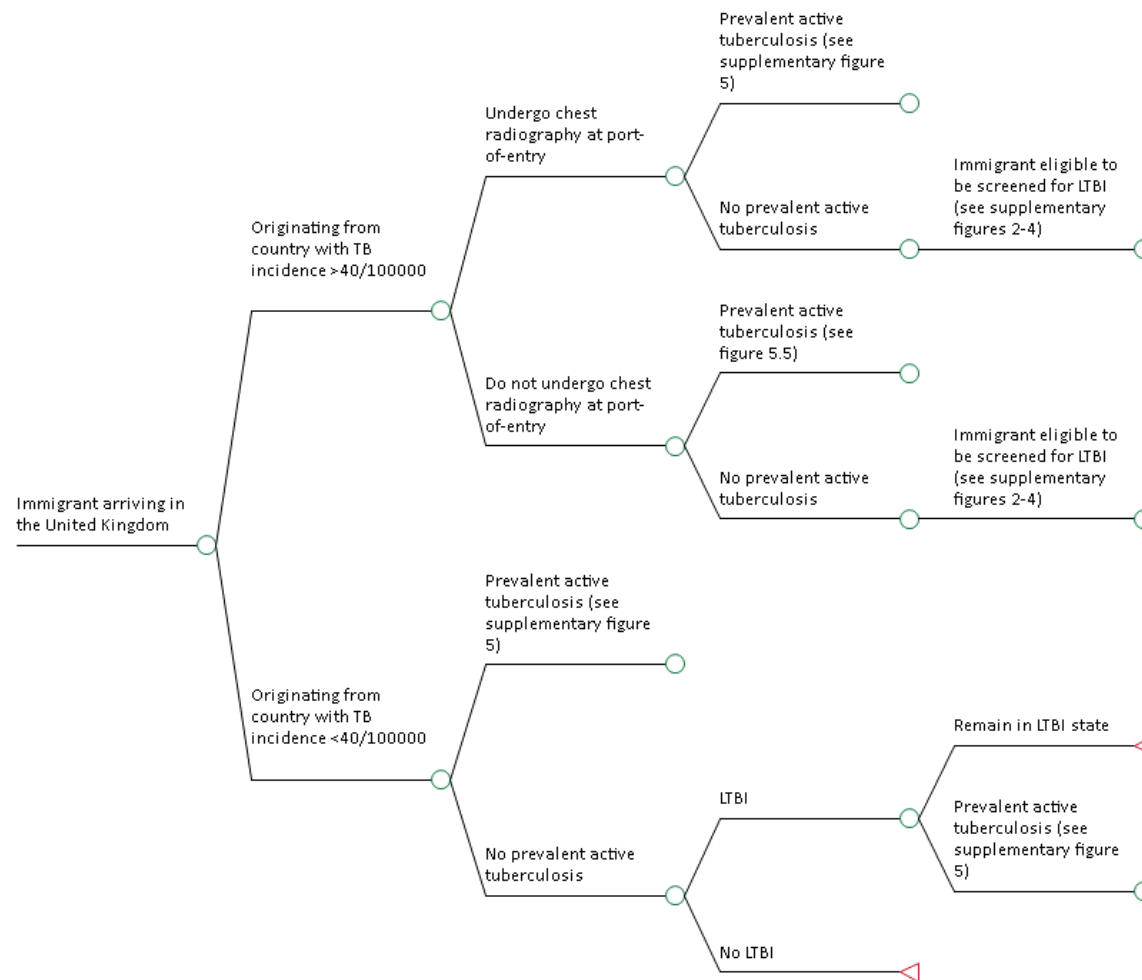 Immigrant arriving in
the United Kingdom
Originating from
country with TB
incidence >40/100000
Undergo chest
radiography at port-
of-entry
Prevalent active
tuberculosis (see
supplementary figure
5)
No prevalent active
tuberculosis
Immigrant eligible to
be screened for LTBI
(see supplementary
figures 2-4)
Do not undergo chest
radiography at port-
of-entry
Prevalent active
tuberculosis (see
figure 5.5)
No prevalent active
tuberculosis
Immigrant eligible to
be screened for LTBI
(see supplementary
figures 2-4)
Originating from
country with TB
incidence <40/100000
Prevalent active
tuberculosis (see
supplementary figure
5)
No prevalent active
tuberculosis
LTBI
Remain in LTBI state
Prevalent active
tuberculosis (see
supplementary figure
5)
No LTBI